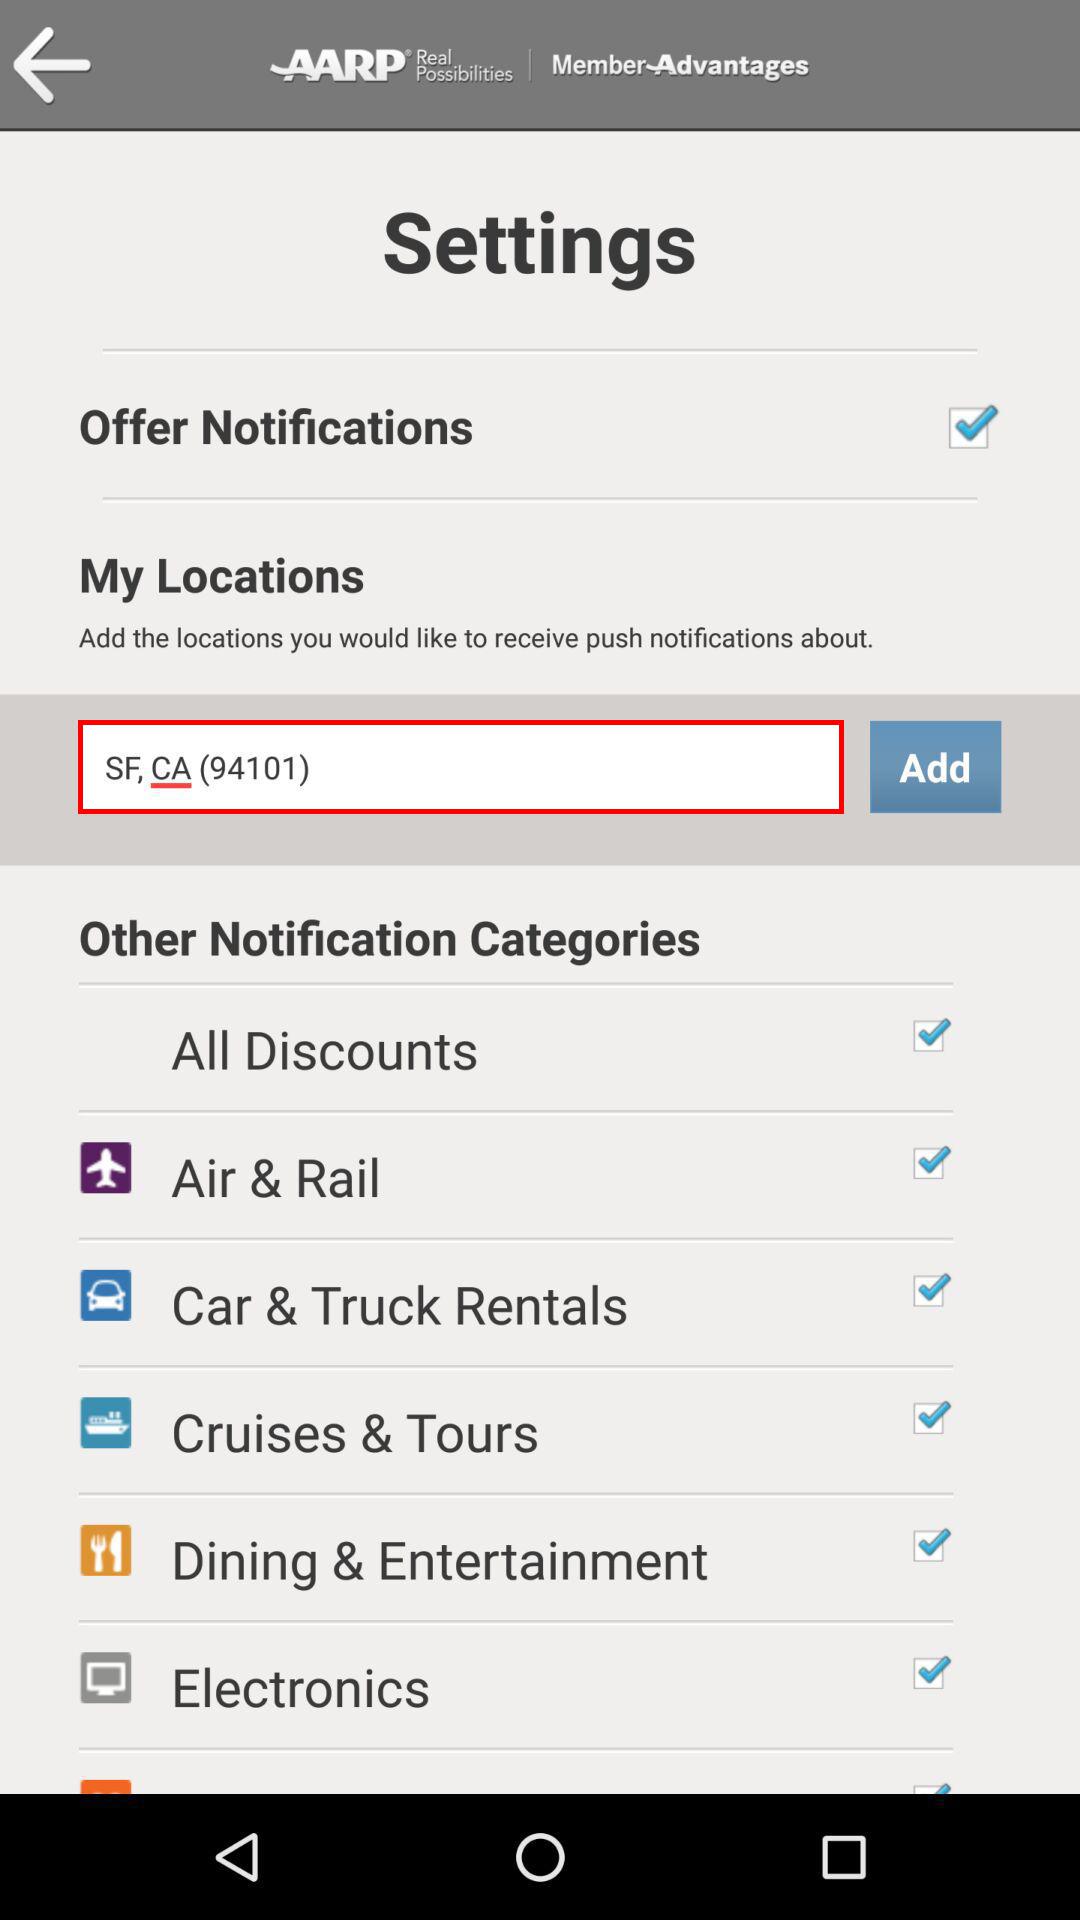 AARP® Real Possibilities | Member Advantages
Settings
Offer Notifications
My Locations
Add the locations you would like to receive push notifications about.
SF, CA (94101)
Add
Other Notification Categories
All Discounts
Air & Rail
Car & Truck Rentals
Cruises & Tours
Dining & Entertainment
Electronics